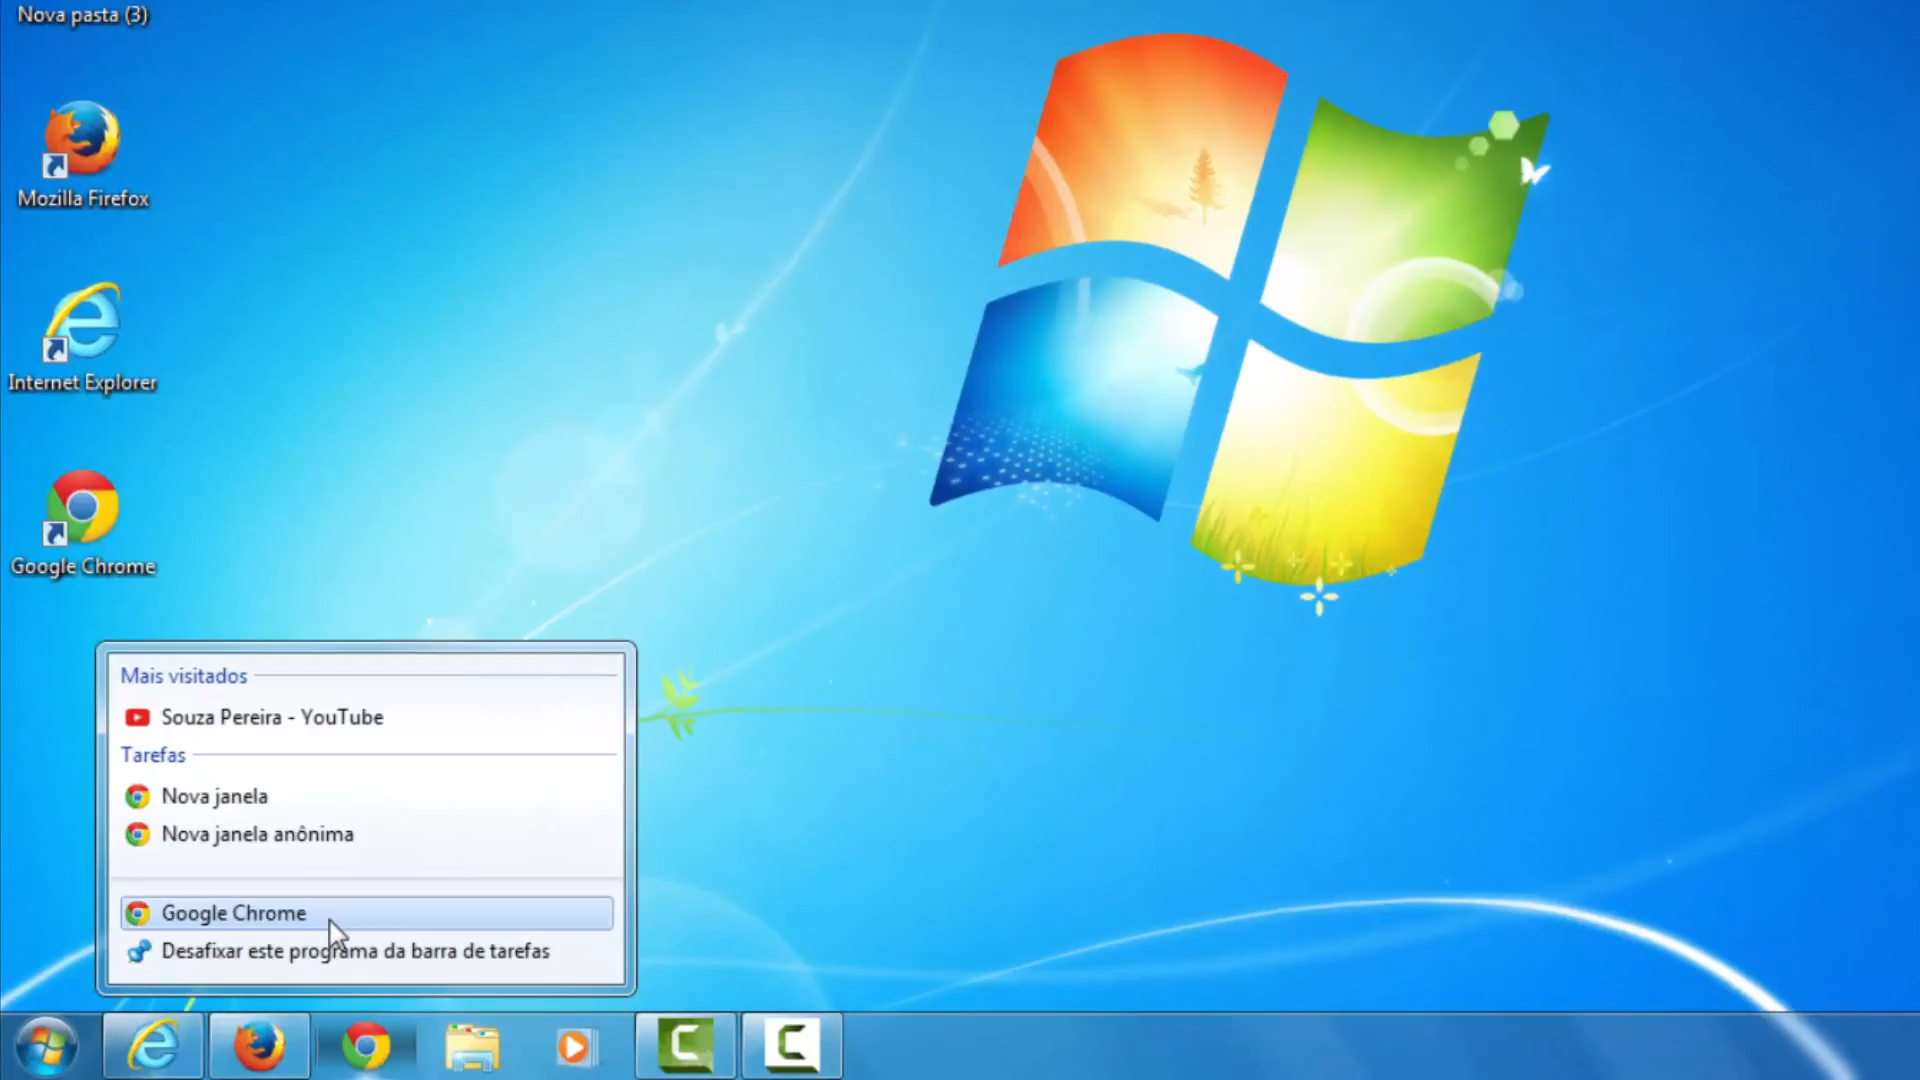 Nova pasta (3)
Mozilla Firefox
Internet Explorer
Google Chrome
Mais visitados
Souza Pereira - YouTube
Tarefas
Nova janela
Nova janela anônima
Google Chrome
Desafixar este programa da barra de tarefas